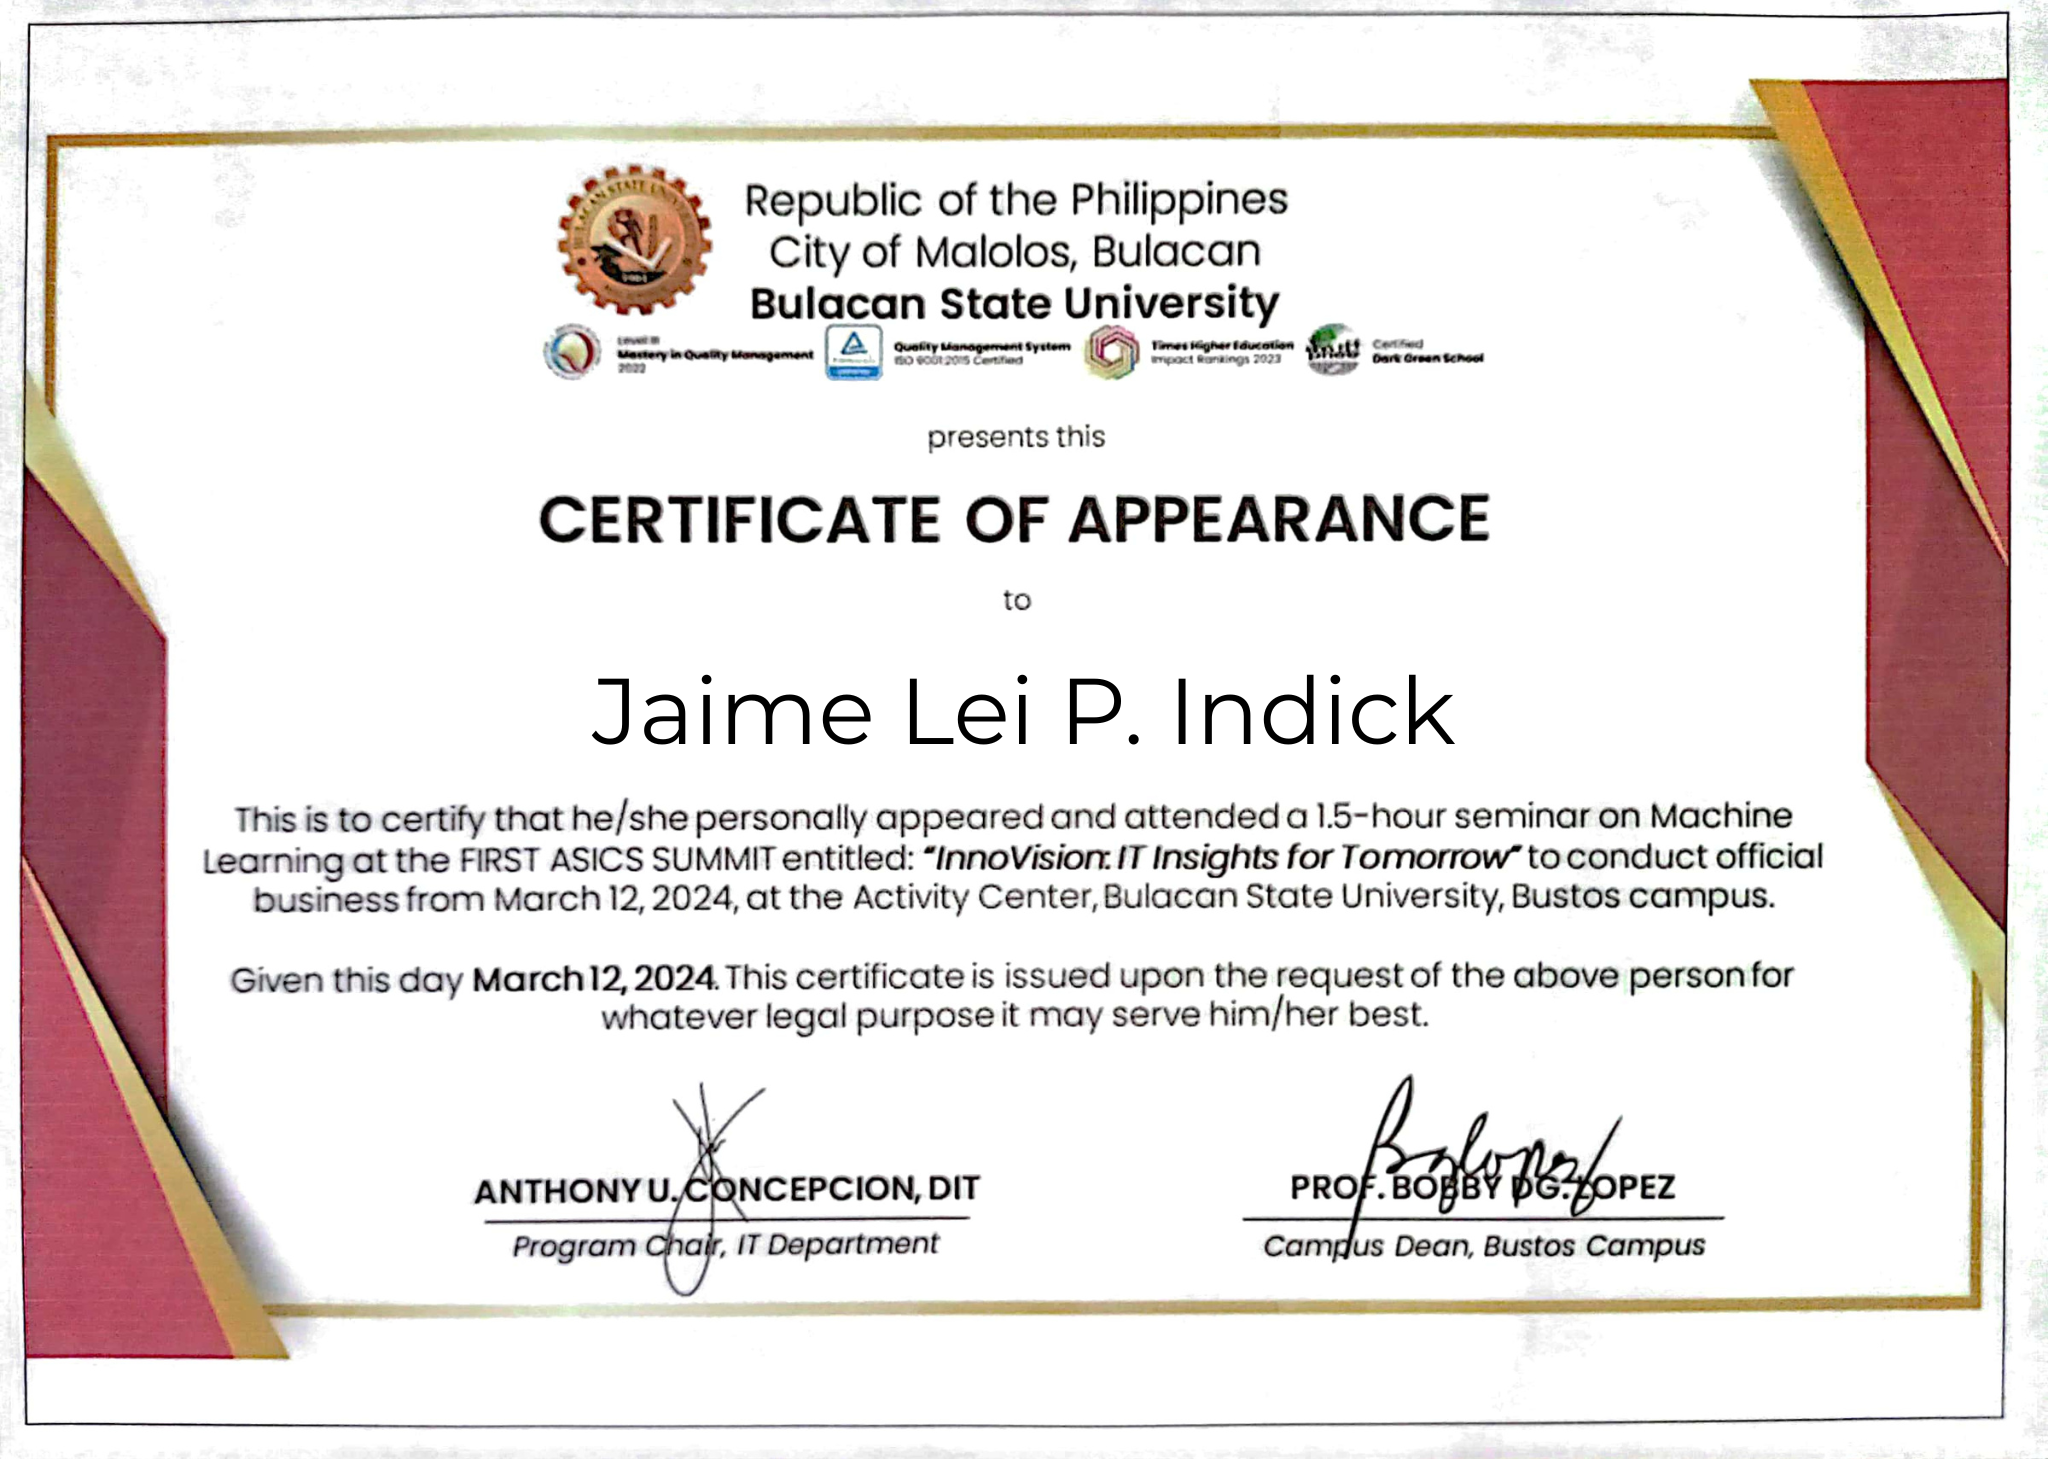 BULACAN STATE UNIVERSITY
Republic of the Philippines
City of Malolos, Bulacan
Bulacan State University
Level III
Mastery in Quality Management
2022
Quality Management System
ISO 9001:2015 Certified
Times Higher Education
Impact Rankings 2023
Certified
Dark Green School
presents this
CERTIFICATE OF APPEARANCE
to
Jaime Lei P. Indick
This is to certify that he/she personally appeared and attended a 1.5-hour seminar on Machine
Learning at the FIRST ASICS SUMMIT entitled: “InnoVision: IT Insights for Tomorrow” to conduct official
business from March 12, 2024, at the Activity Center, Bulacan State University, Bustos campus.
Given this day March 12, 2024. This certificate is issued upon the request of the above person for
whatever legal purpose it may serve him/her best.
ANTHONY U. CONCEPCION, DIT
Program Chair, IT Department
PROF. BOBBY DG. LOPEZ
Campus Dean, Bustos Campus